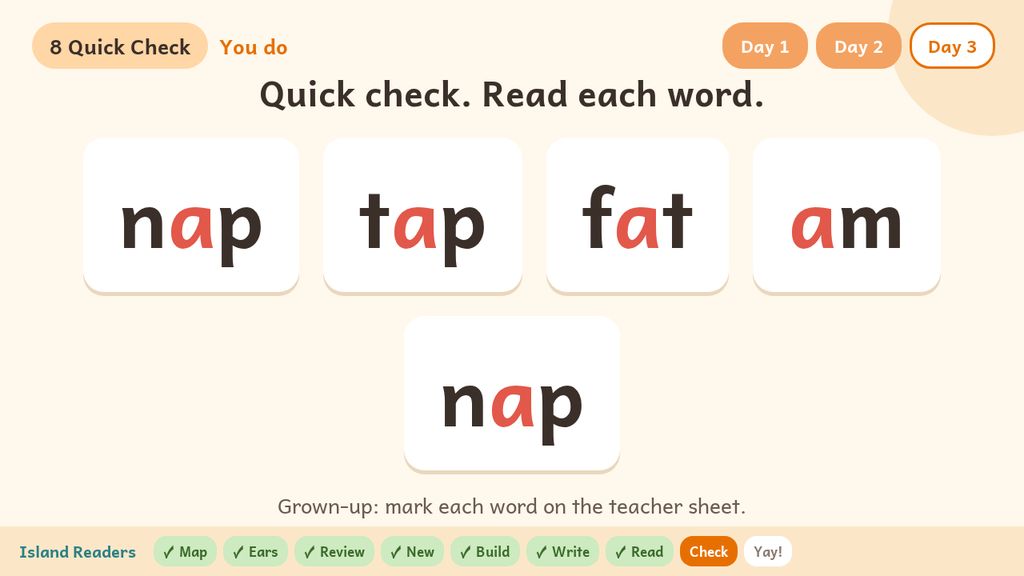 8 Quick Check You do Day 1 Day 2 Day 3
Quick check. Read each word.
nap tap fat am
nap
Grown-up: mark each word on the teacher sheet.
Island Readers ✓ Map ✓ Ears ✓ Review ✓ New ✓ Build ✓ Write ✓ Read Check Yay!